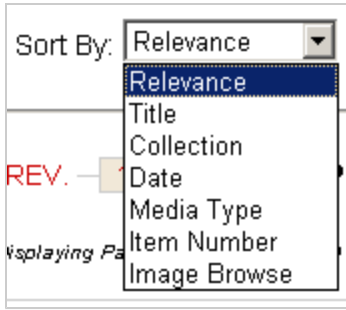 Sort By: Relevance
Relevance
Title
Collection
REV.
Date
Media Type
Item Number
Image Browse